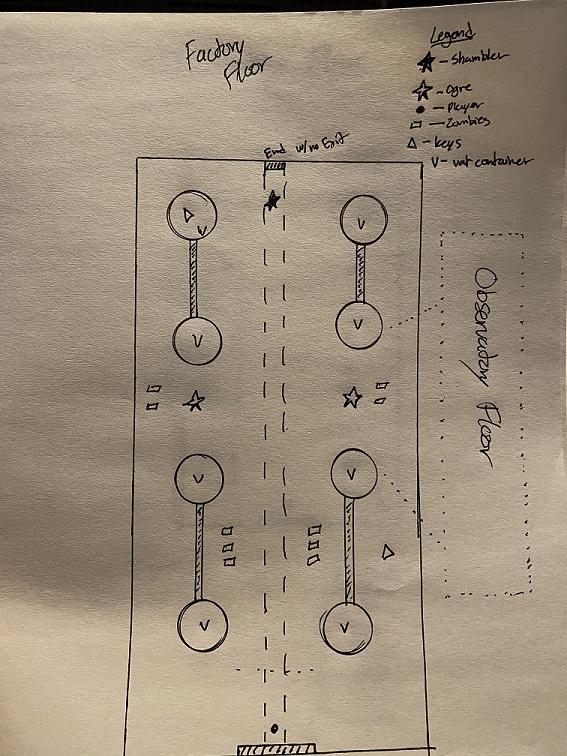 Factory
Floor
Legend
- Shambler
- Ogre
- Player
- Zombies
- keys
V - vat container
End w/no Exit
V
V
V
V
Observatory Floor
V
V
V
V